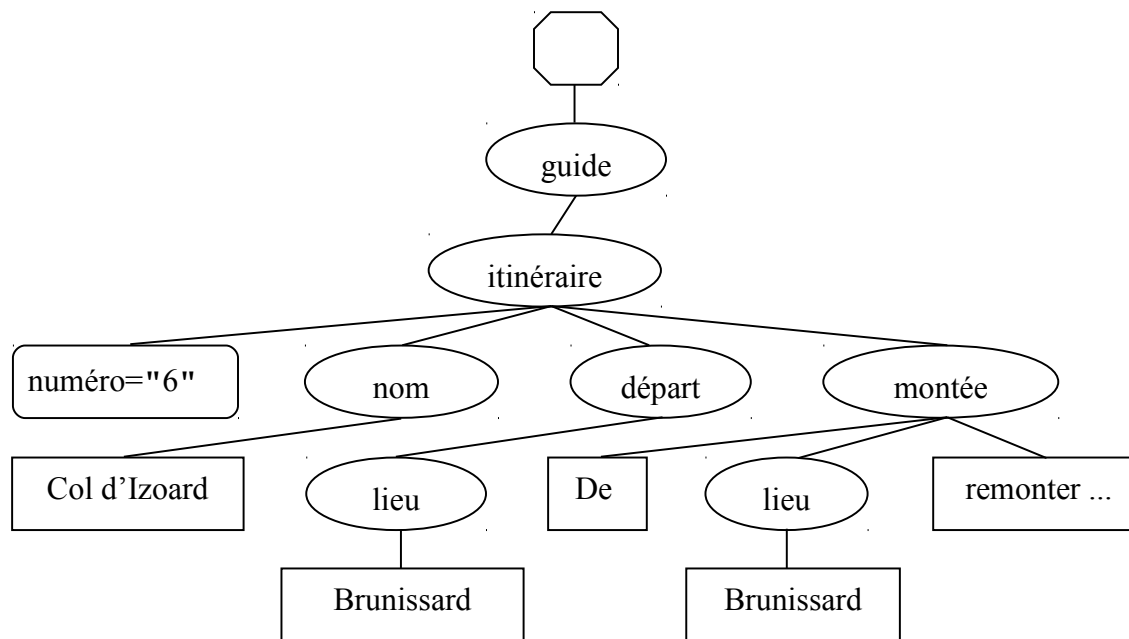 guide
itinéraire
numéro="6"
nom
départ
montée
Col d’Izoard
lieu
De
lieu
remonter ...
Brunissard
Brunissard